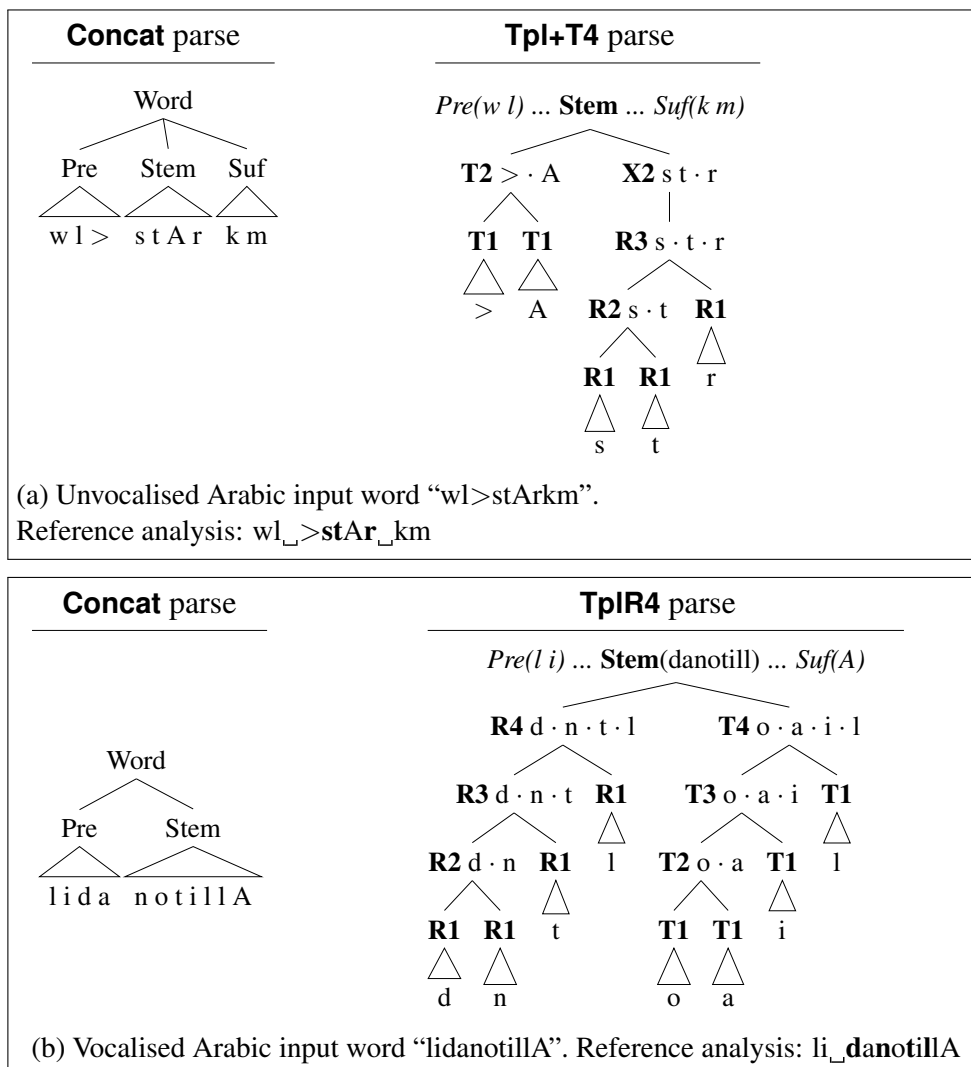 Concat parse
Word
Pre Stem Suf
w l > s t A r k m
Tpl+T4 parse
Pre(w l) ... Stem ... Suf(k m)
T2 > · A X2 s t · r
T1 T1 R3 s · t · r
> A R2 s · t R1
R1 R1 r
s t
(a) Unvocalised Arabic input word “wl>stArkm”.
Reference analysis: wl␣>stAr␣km
Concat parse
Word
Pre Stem
l i d a n o t i l l A
TplR4 parse
Pre(l i) ... Stem(danotill) ... Suf(A)
R4 d · n · t · l T4 o · a · i · l
R3 d · n · t R1 T3 o · a · i T1
R2 d · n R1 l T2 o · a T1 l
R1 R1 t T1 T1 i
d n o a
(b) Vocalised Arabic input word “lidanotillA”. Reference analysis: li␣danotillA